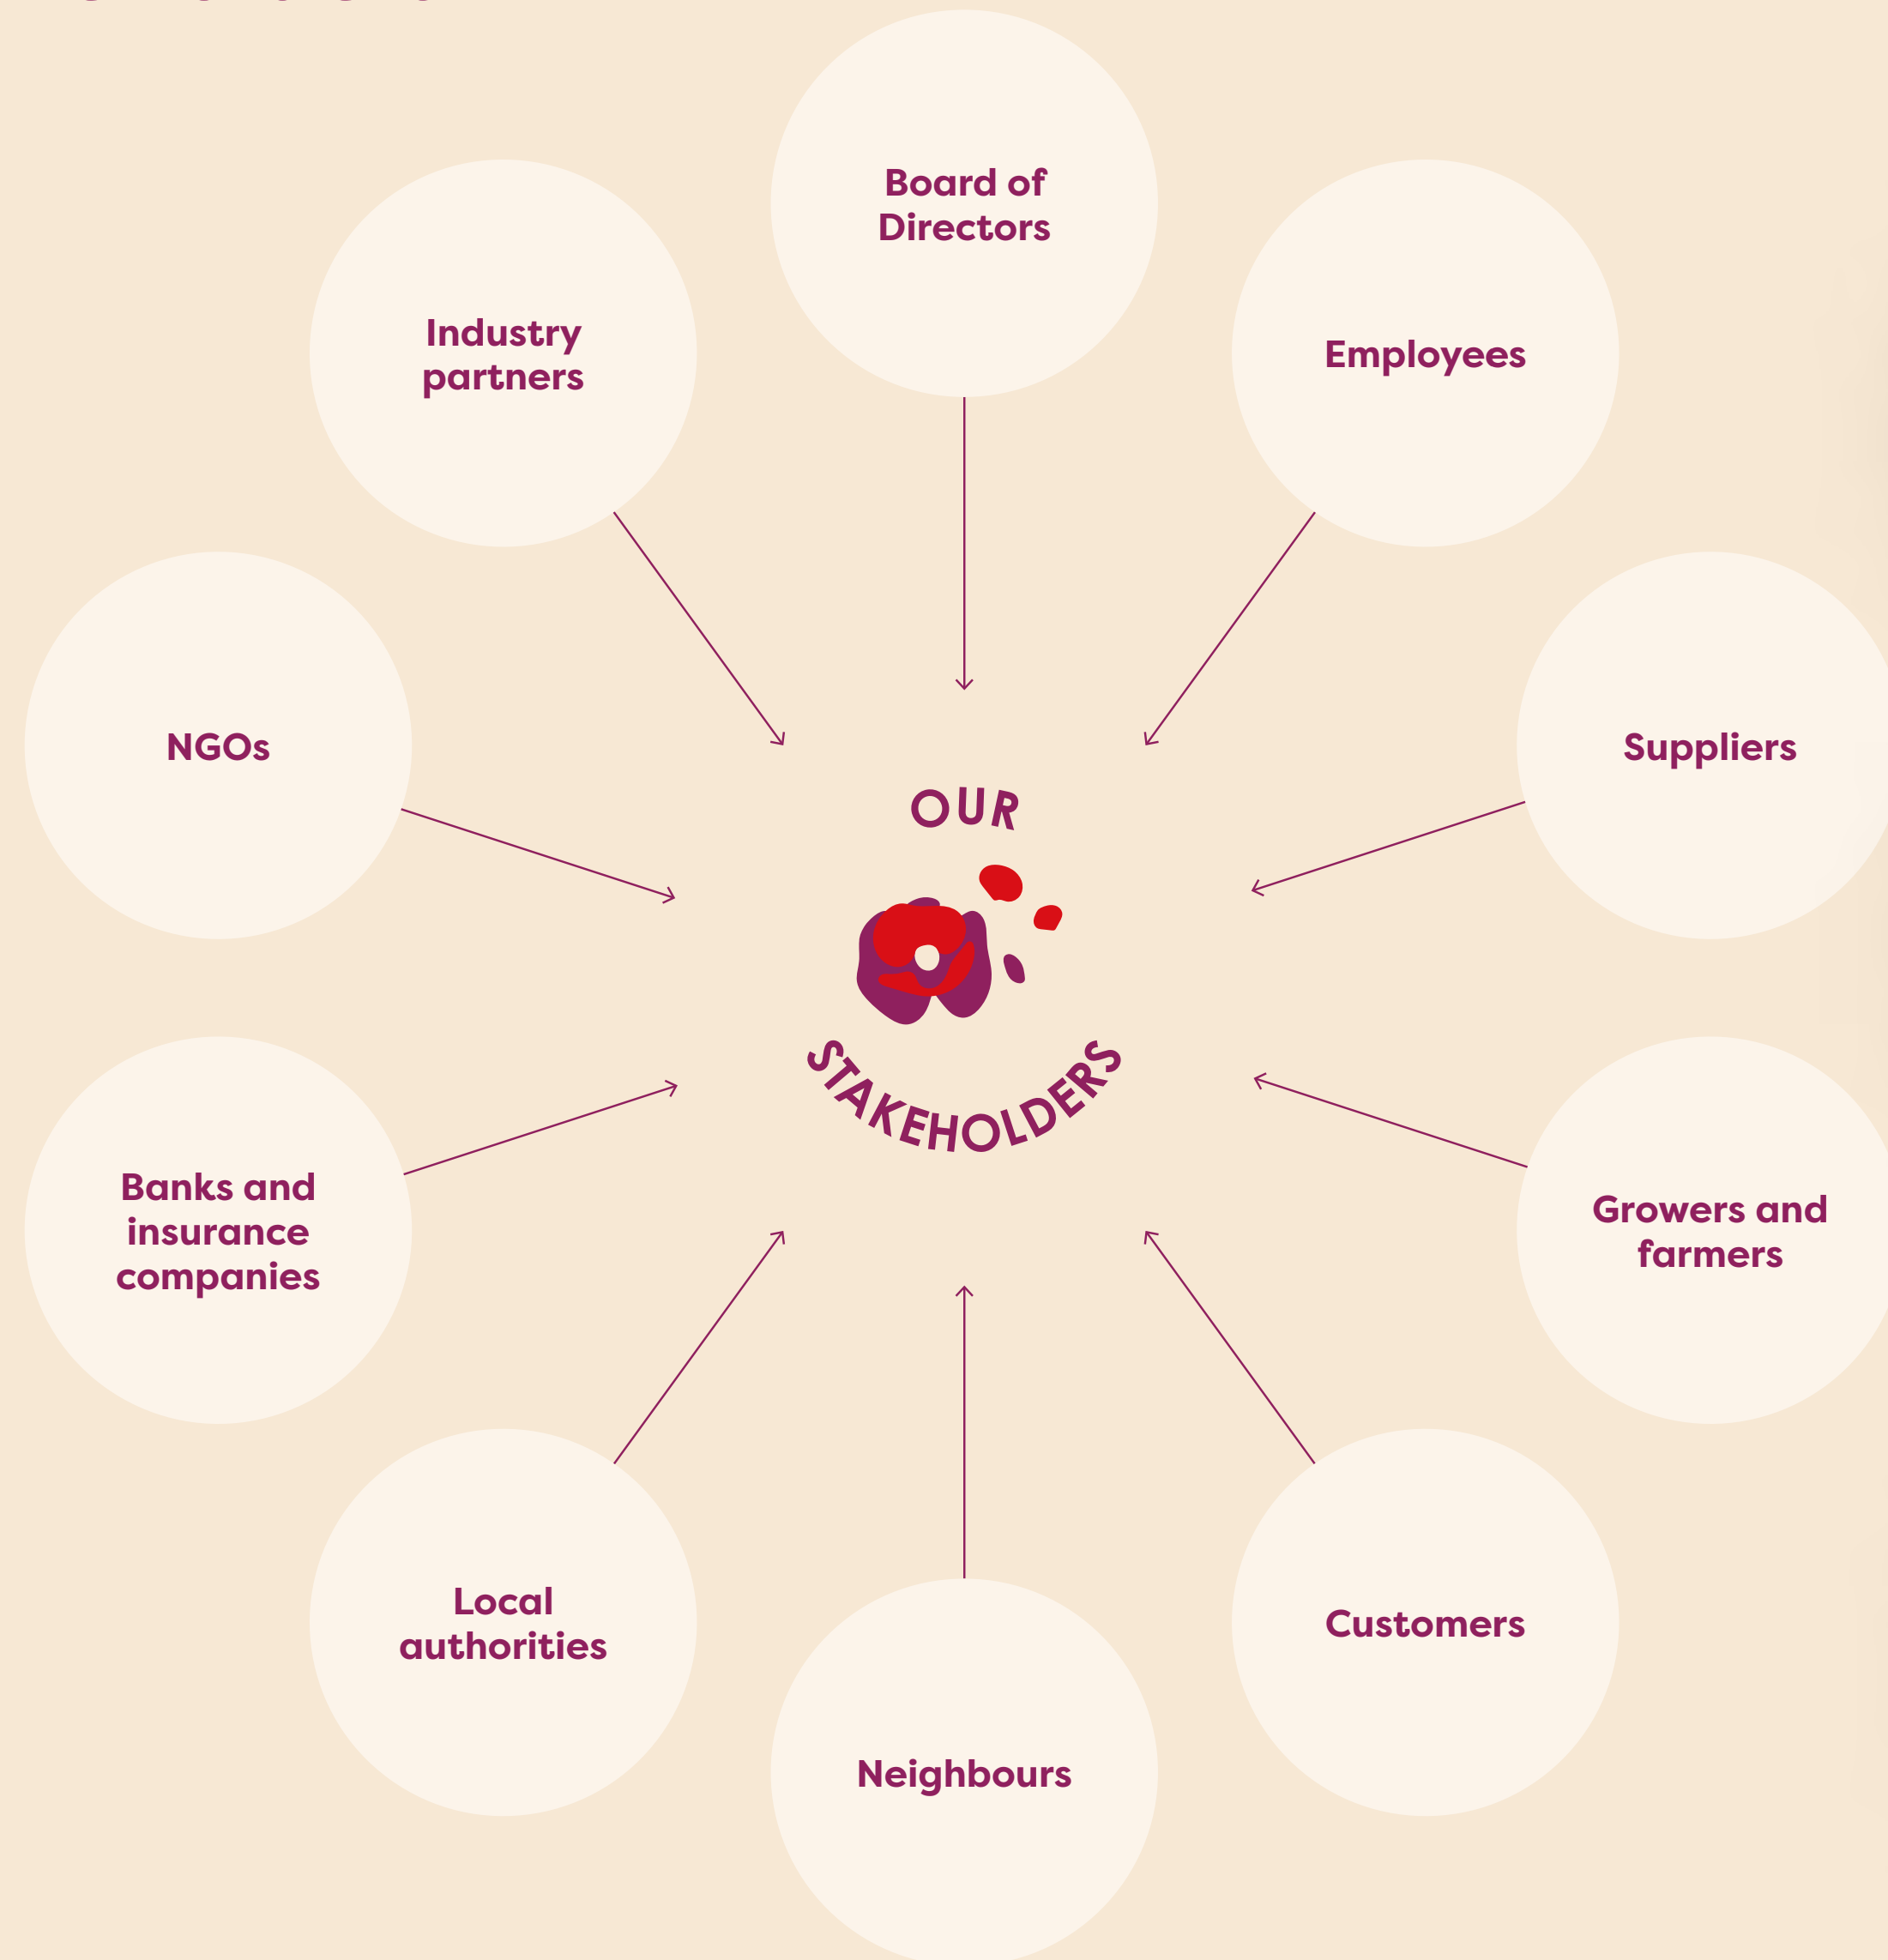 Board of
Directors
Industry
partners
Employees
NGOs
Suppliers
OUR
STAKEHOLDERS
Banks and
insurance
companies
Growers and
farmers
Local
authorities
Customers
Neighbours